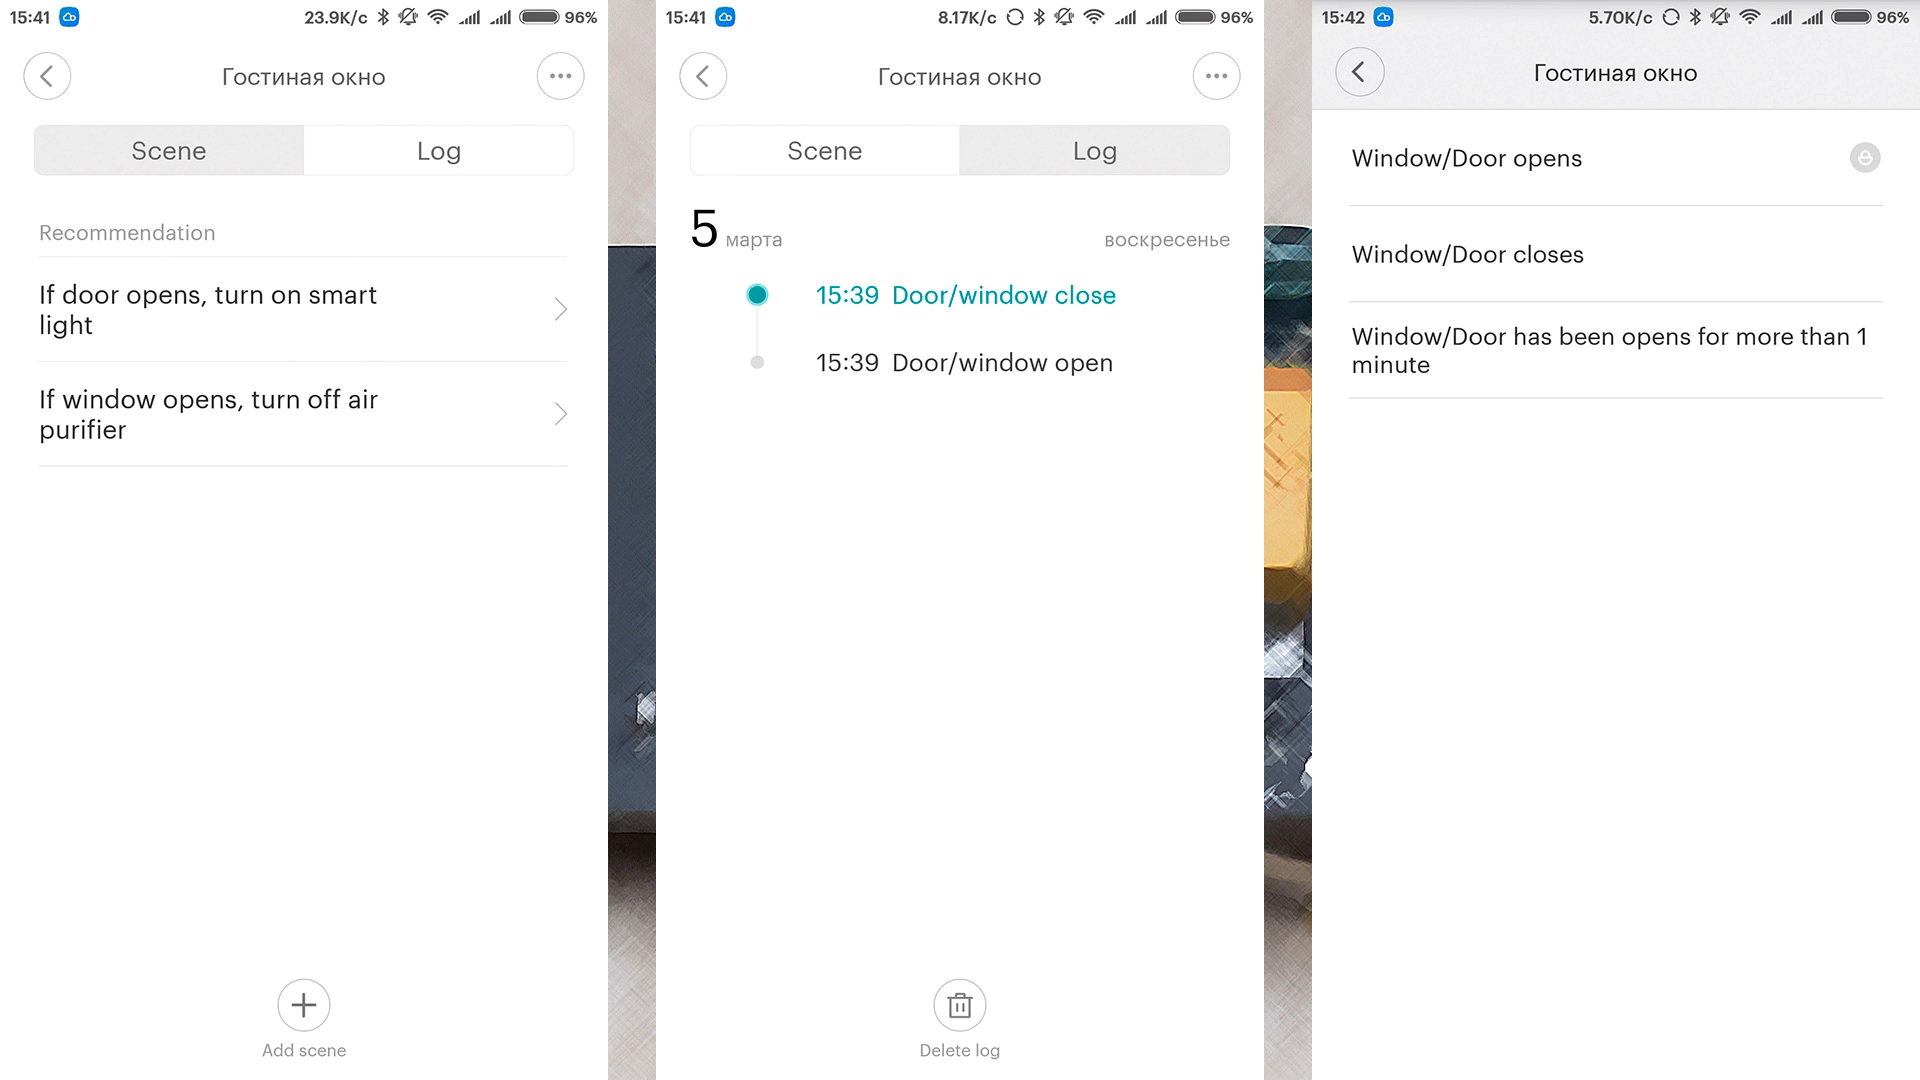 15:41 23.9K/c 96%
Гостиная окно
Scene Log
Recommendation
If door opens, turn on smart
light
If window opens, turn off air
purifier
Add scene
15:41 8.17K/c 96%
Гостиная окно
Scene Log
5 марта воскресенье
15:39 Door/window close
15:39 Door/window open
Delete log
15:42 5.70K/c 96%
Гостиная окно
Window/Door opens
Window/Door closes
Window/Door has been opens for more than 1
minute